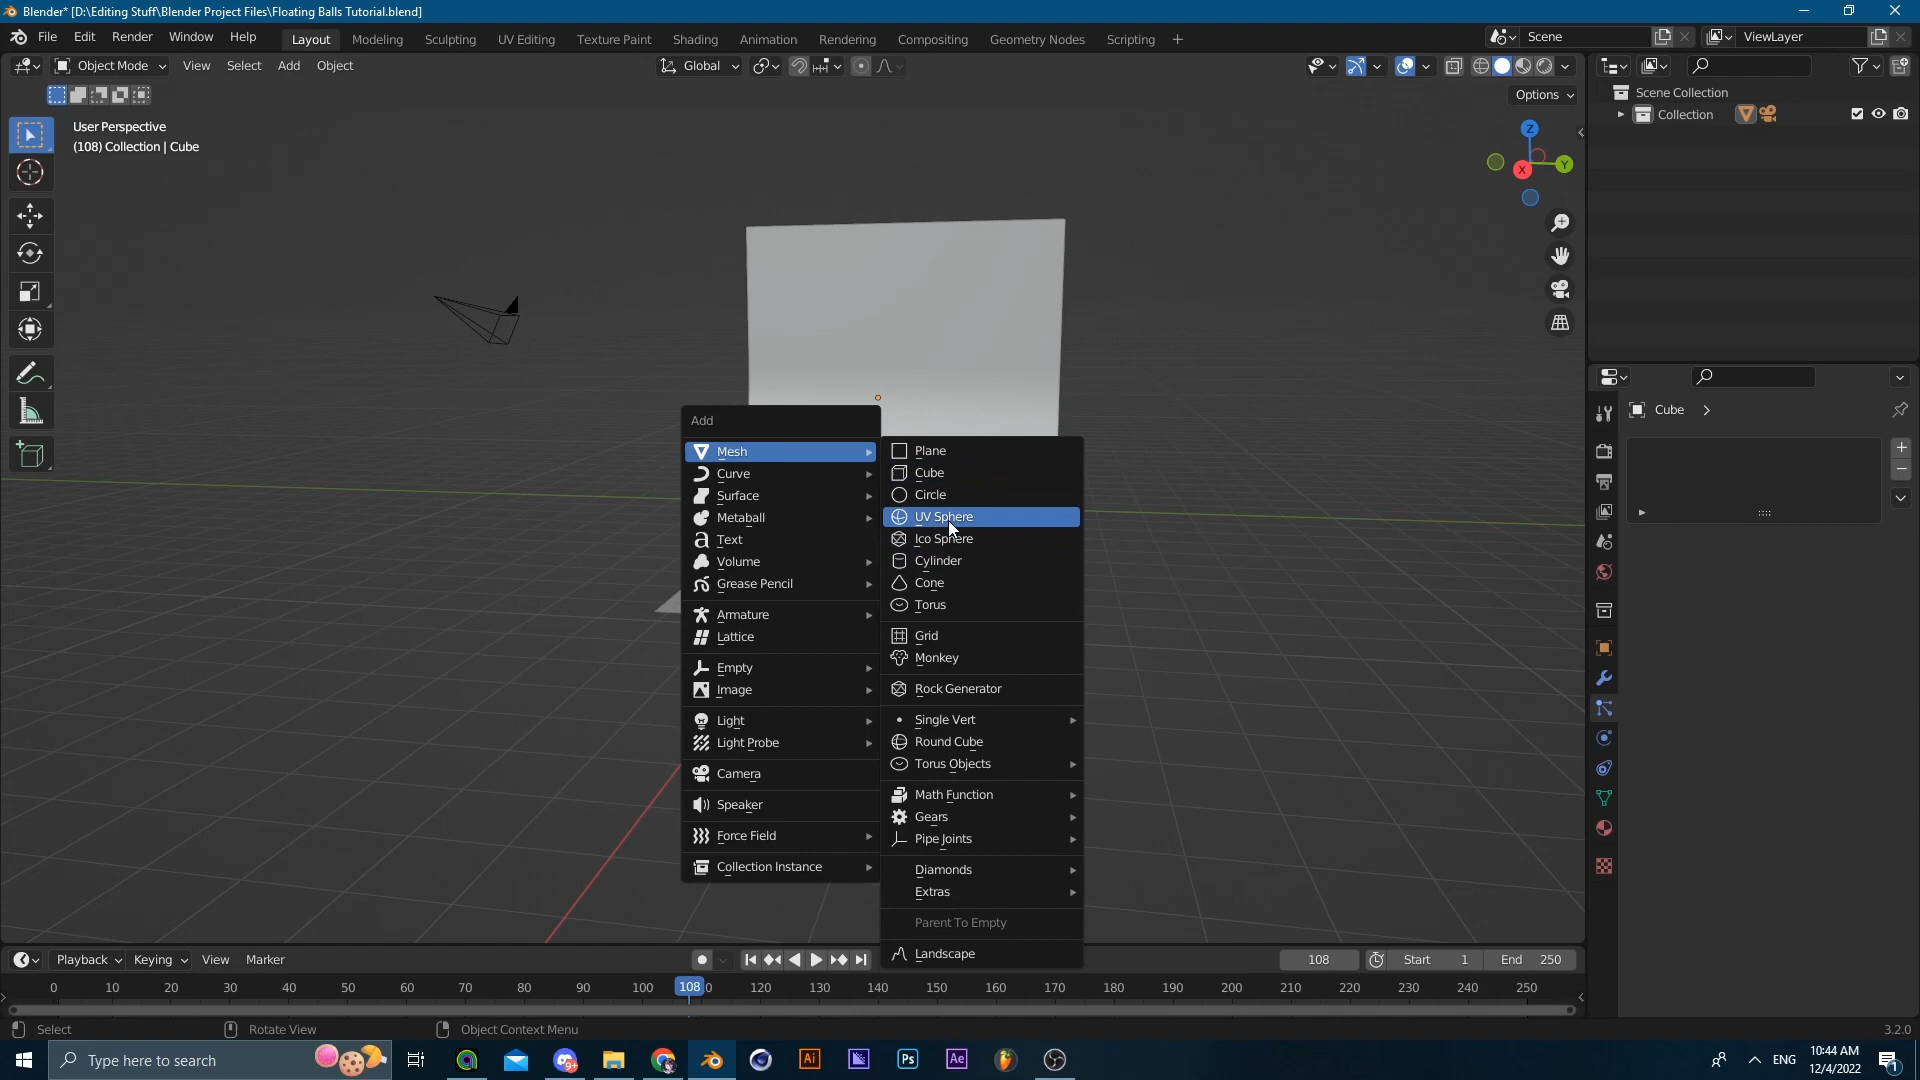 Blender* [D:\Editing Stuff\Blender Project Files\Floating Balls Tutorial.blend]
File Edit Render Window Help Layout Modeling Sculpting UV Editing Texture Paint Shading Animation Rendering Compositing Geometry Nodes Scripting + Scene ViewLayer
Object Mode View Select Add Object Global
Options
User Perspective
(108) Collection | Cube
Z
Y
X
Scene Collection
Collection
Cube
Add
Mesh
Curve
Surface
Metaball
Text
Volume
Grease Pencil
Armature
Lattice
Empty
Image
Light
Light Probe
Camera
Speaker
Force Field
Collection Instance
Plane
Cube
Circle
UV Sphere
Ico Sphere
Cylinder
Cone
Torus
Grid
Monkey
Rock Generator
Single Vert
Round Cube
Torus Objects
Math Function
Gears
Pipe Joints
Diamonds
Extras
Parent To Empty
Landscape
Playback Keying View Marker 108 Start 1 End 250
0 10 20 30 40 50 60 70 80 90 100 108 0 120 130 140 150 160 170 180 190 200 210 220 230 240 250
Select Rotate View Object Context Menu 3.2.0
Type here to search
9+
Ai
Ps
Ae
ENG
10:44 AM
12/4/2022
1